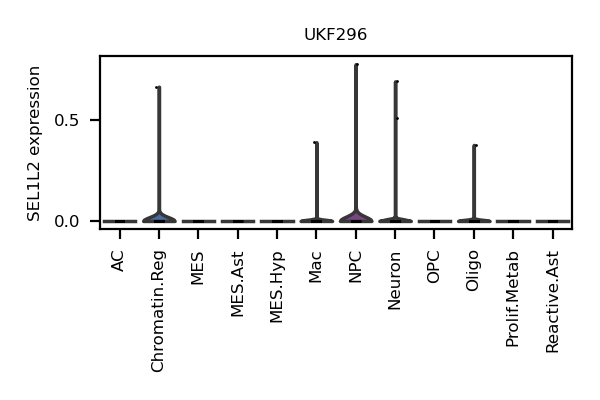 UKF296
SEL1L2 expression
0.5
0.0
AC
Chromatin.Reg
MES
MES.Ast
MES.Hyp
Mac
NPC
Neuron
OPC
Oligo
Prolif.Metab
Reactive.Ast